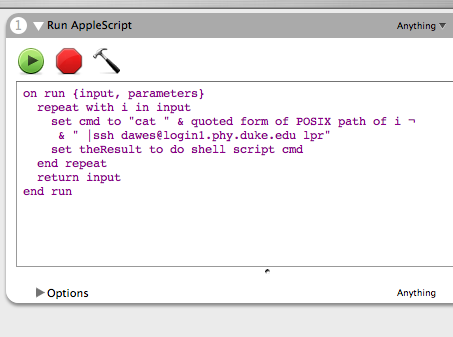 1 Run AppleScript Anything
on run {input, parameters}
repeat with i in input
set cmd to "cat " & quoted form of POSIX path of i ¬
& " |ssh dawes@login1.phy.duke.edu lpr"
set theResult to do shell script cmd
end repeat
return input
end run
Options Anything